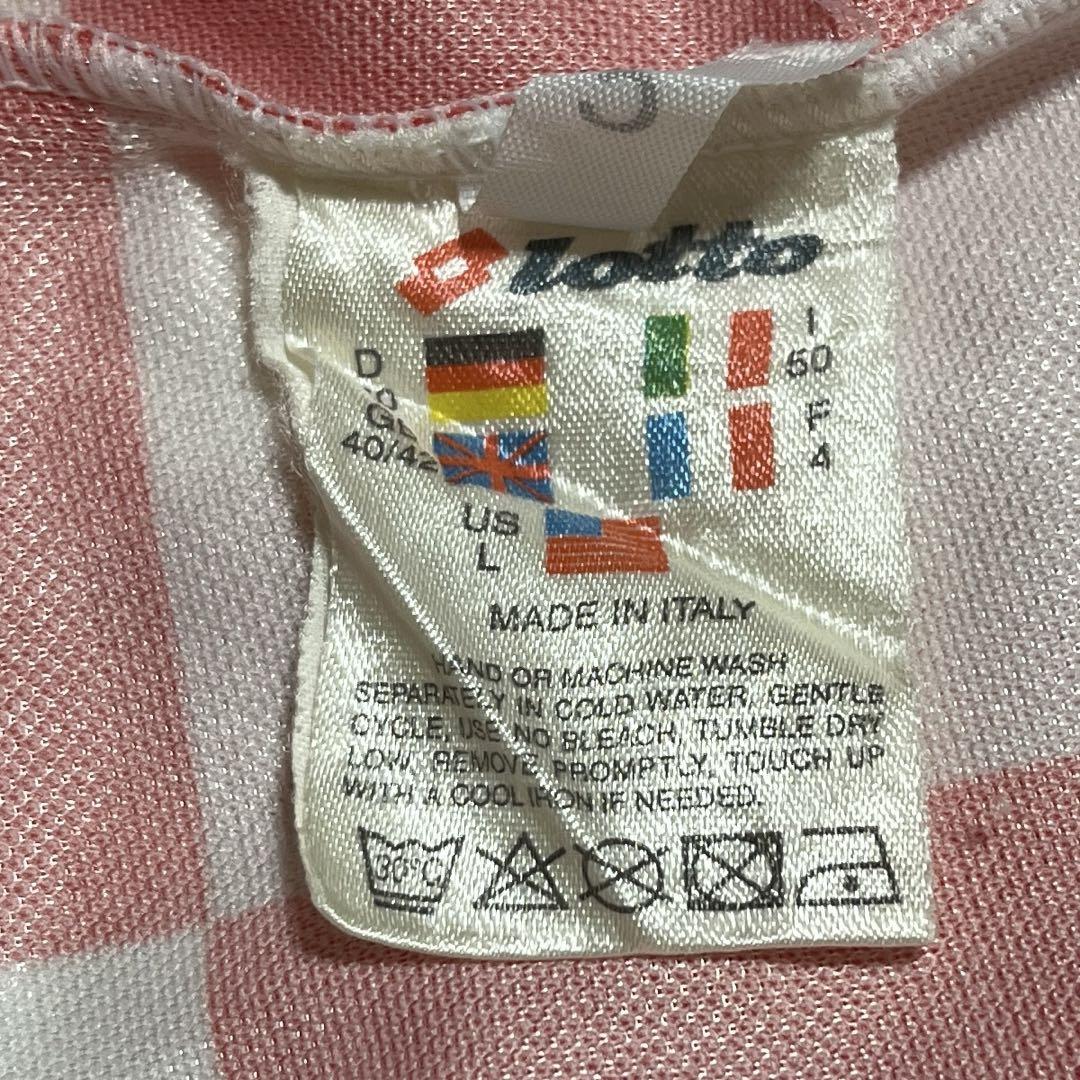 lotto
D
I
50
GB
40/42
F
4
US
L
MADE IN ITALY
HAND OR MACHINE WASH
SEPARATELY IN COLD WATER, GENTLE
CYCLE, USE NO BLEACH, TUMBLE DRY
LOW, REMOVE PROMPTLY, TOUCH UP
WITH A COOL IRON IF NEEDED.
30°C